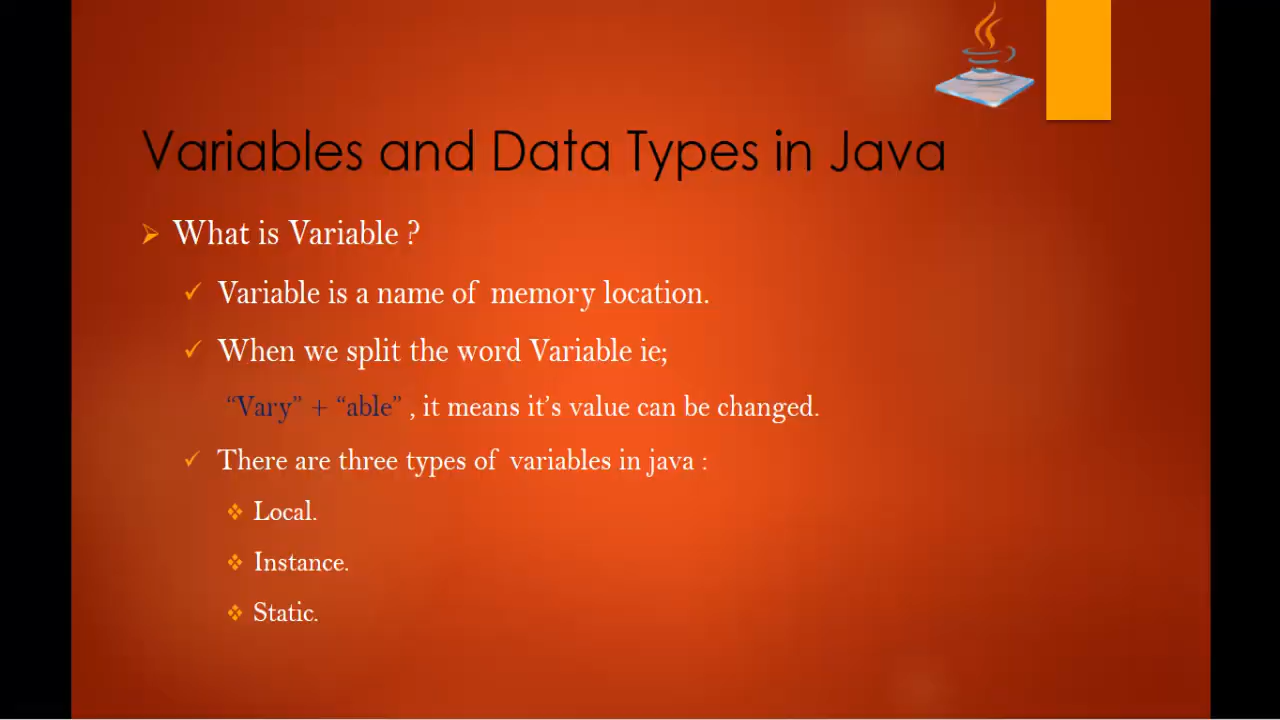 Variables and Data Types in Java
What is Variable ?
Variable is a name of memory location.
When we split the word Variable ie;
“Vary” + “able” , it means it’s value can be changed.
There are three types of variables in java :
Local.
Instance.
Static.